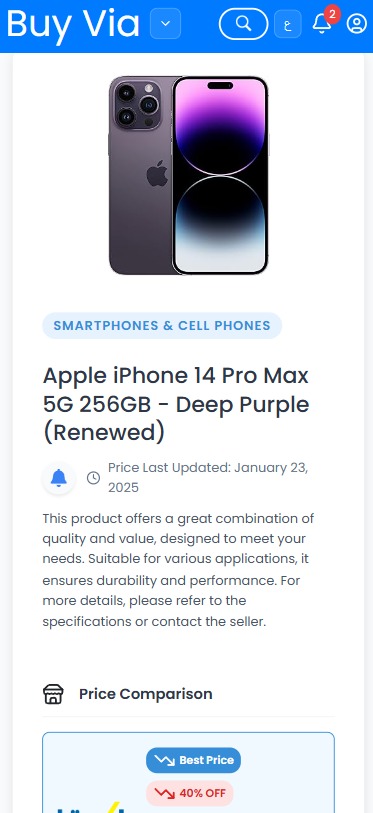 Buy Via
ع
2
SMARTPHONES & CELL PHONES
Apple iPhone 14 Pro Max
5G 256GB - Deep Purple
(Renewed)
Price Last Updated: January 23,
2025
This product offers a great combination of
quality and value, designed to meet your
needs. Suitable for various applications, it
ensures durability and performance. For
more details, please refer to the
specifications or contact the seller.
Price Comparison
Best Price
40% OFF